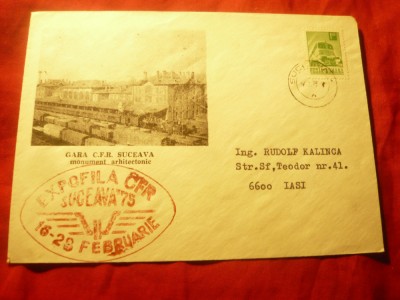 GARA C.F.R. SUCEAVA
monument arhitectonic
EXPOFILA CFR
SUCEAVA'75
16-28 FEBRUARIE
Ing. RUDOLF KALINCA
Str.Sf,Teodor nr.41.
6600 IASI